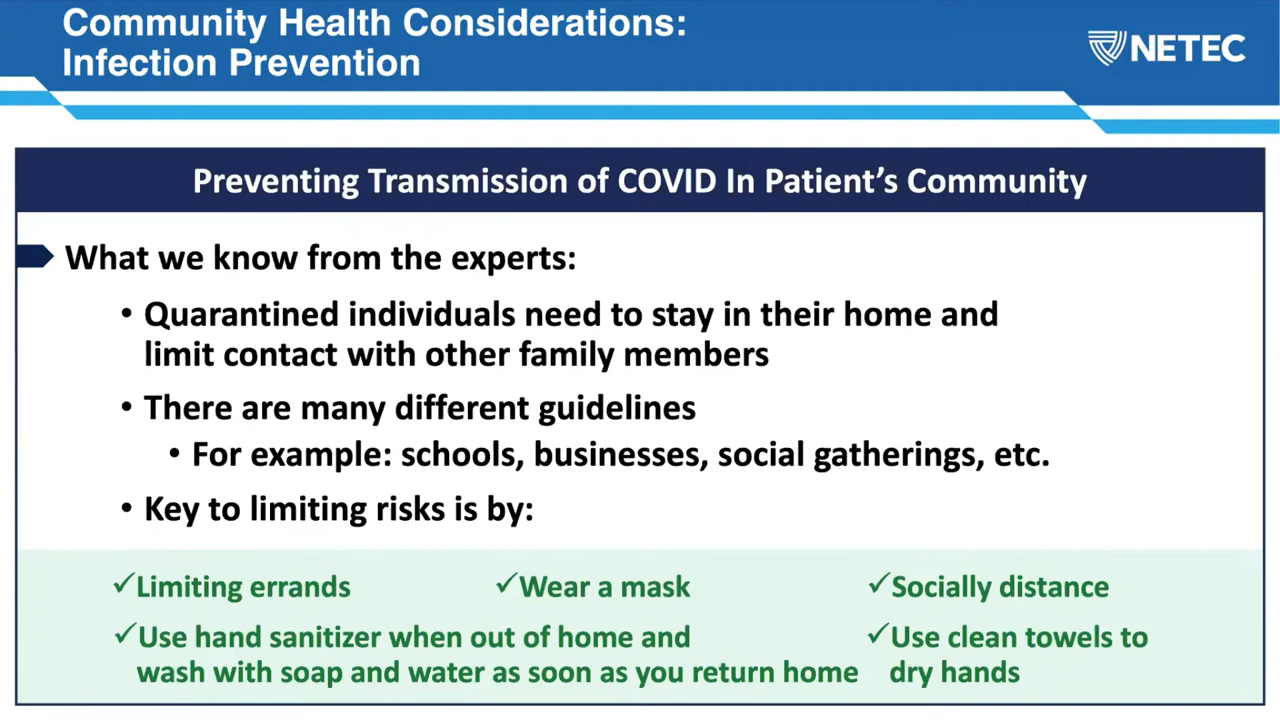 Community Health Considerations:
Infection Prevention
NETEC
Preventing Transmission of COVID In Patient's Community
What we know from the experts:
• Quarantined individuals need to stay in their home and
limit contact with other family members
• There are many different guidelines
• For example: schools, businesses, social gatherings, etc.
• Key to limiting risks is by:
✓Limiting errands ✓Wear a mask ✓Socially distance
✓Use hand sanitizer when out of home and
wash with soap and water as soon as you return home
✓Use clean towels to
dry hands